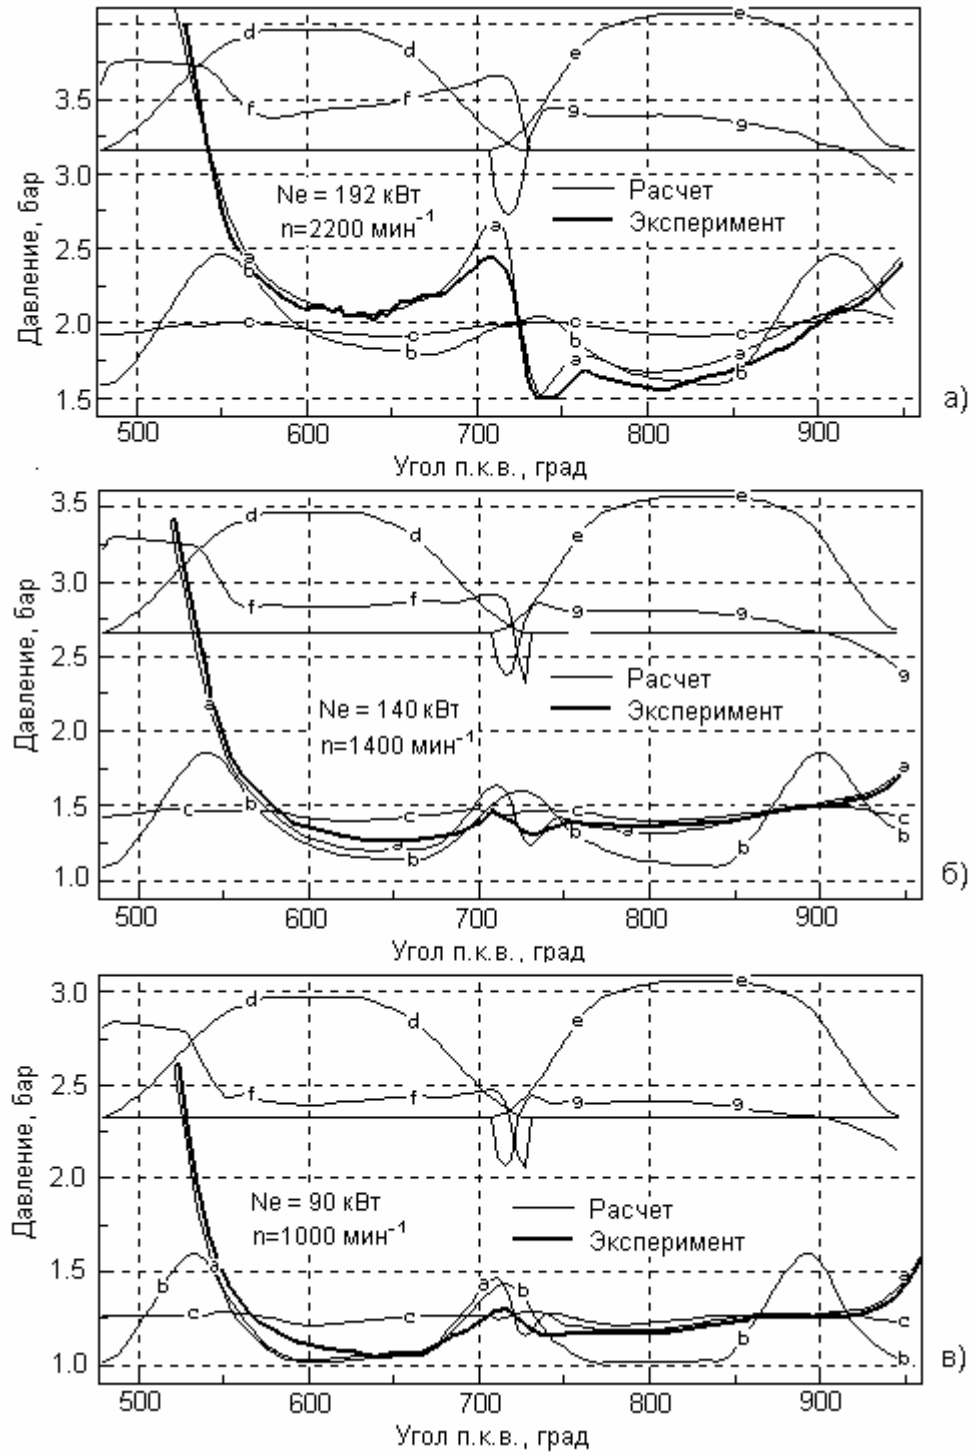 3.5
3.0
2.5
2.0
1.5
Давление, бар
d
d
e
e
f
f
g
g
Ne = 192 кВт
n=2200 мин⁻¹
Расчет
Эксперимент
a
a
b
c
c
b
a
c
b
c
a
b
500
600
700
800
900
Угол п.к.в., град
а)
3.5
3.0
2.5
2.0
1.5
1.0
Давление, бар
d
d
e
e
f
f
g
g
g
Ne = 140 кВт
n=1400 мин⁻¹
Расчет
Эксперимент
a
c
b
c
a
b
c
b
a
b
a
c
b
500
600
700
800
900
Угол п.к.в., град
б)
3.0
2.5
2.0
1.5
1.0
Давление, бар
d
d
e
e
f
f
g
g
Ne = 90 кВт
n=1000 мин⁻¹
Расчет
Эксперимент
b
a
c
c
a
b
b
a
c
b
500
600
700
800
900
Угол п.к.в., град
в)